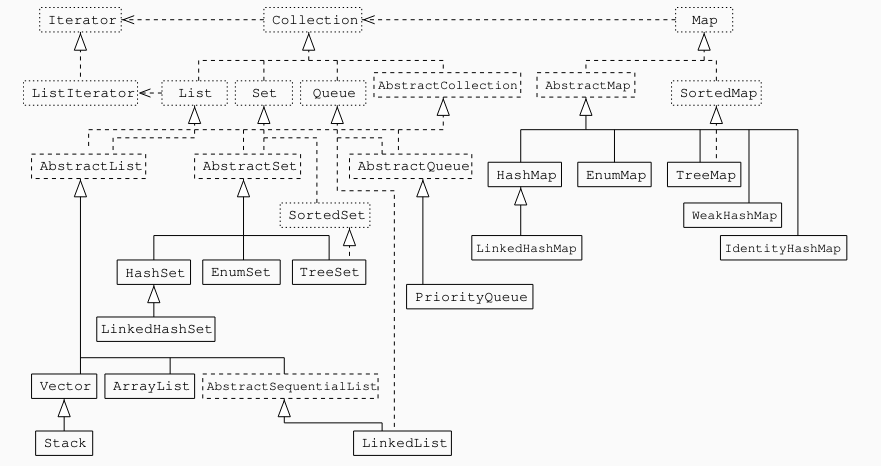 Iterator
Collection
Map
ListIterator
List
Set
Queue
AbstractCollection
AbstractMap
SortedMap
AbstractList
AbstractSet
AbstractQueue
HashMap
EnumMap
TreeMap
SortedSet
WeakHashMap
LinkedHashMap
IdentityHashMap
HashSet
EnumSet
TreeSet
PriorityQueue
LinkedHashSet
Vector
ArrayList
AbstractSequentialList
Stack
LinkedList